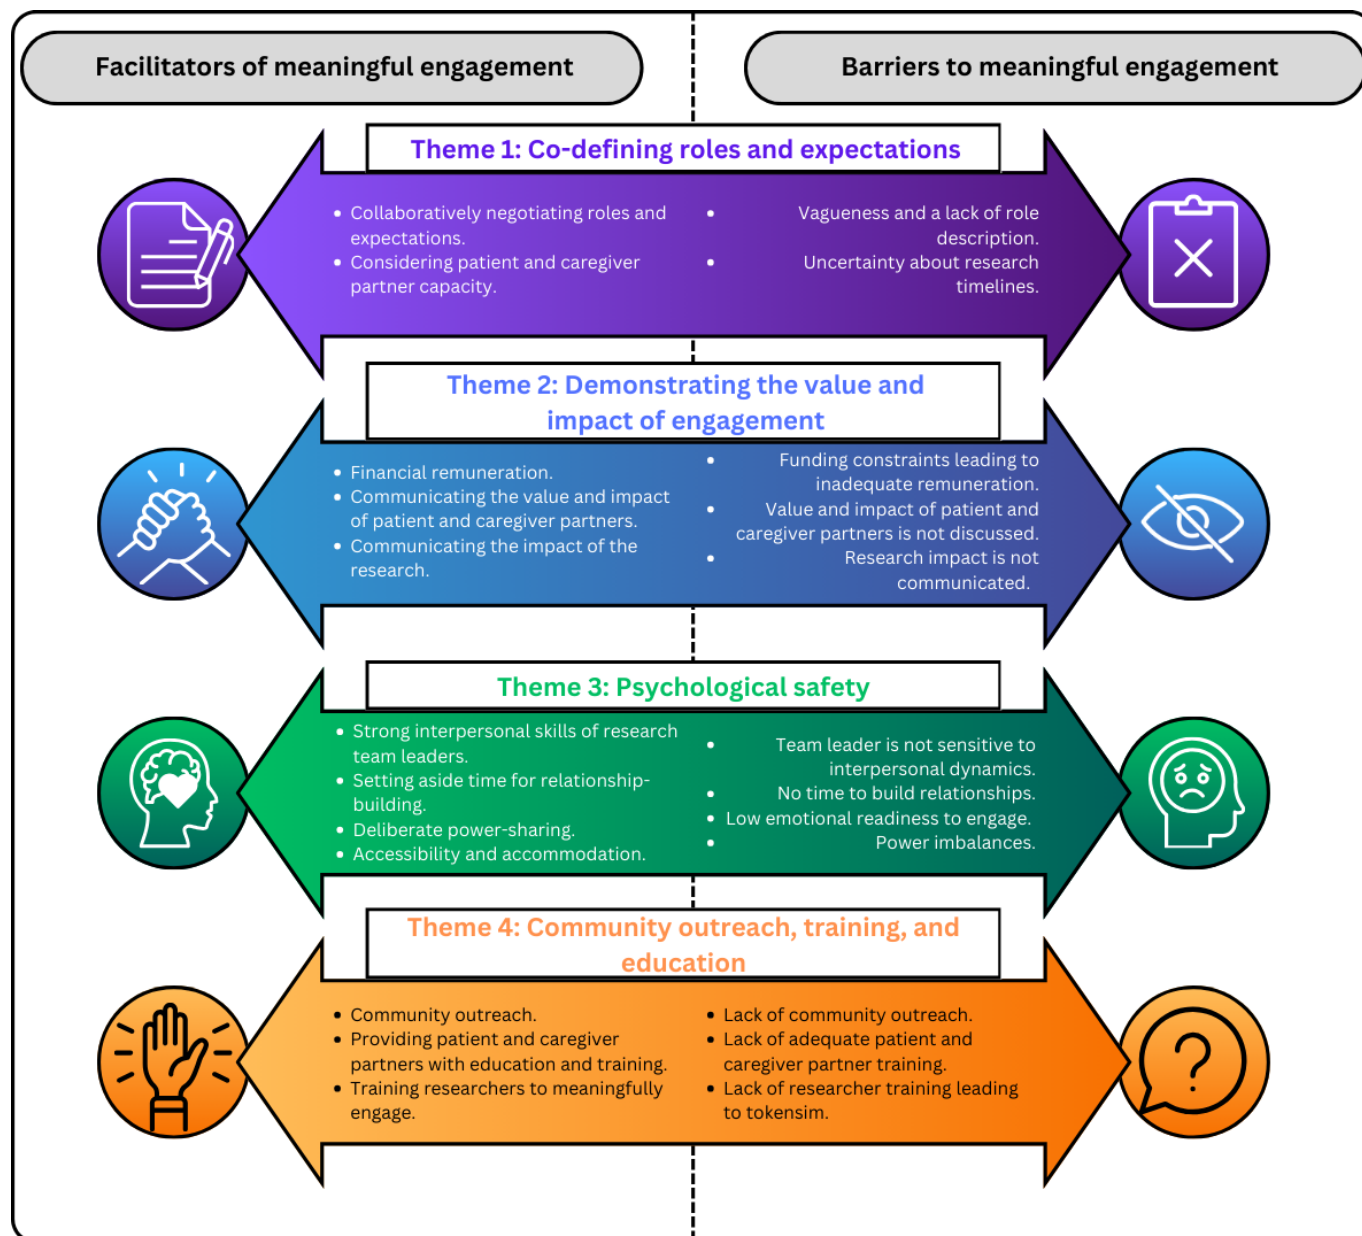 Facilitators of meaningful engagement
Barriers to meaningful engagement
Theme 1: Co-defining roles and expectations
• Collaboratively negotiating roles and
expectations.
• Considering patient and caregiver
partner capacity.
• Vagueness and a lack of role
description.
• Uncertainty about research
timelines.
Theme 2: Demonstrating the value and
impact of engagement
• Financial remuneration.
• Communicating the value and impact
of patient and caregiver partners.
• Communicating the impact of the
research.
• Funding constraints leading to
inadequate remuneration.
• Value and impact of patient and
caregiver partners is not discussed.
• Research impact is not
communicated.
Theme 3: Psychological safety
• Strong interpersonal skills of research
team leaders.
• Setting aside time for relationship-
building.
• Deliberate power-sharing.
• Accessibility and accommodation.
• Team leader is not sensitive to
interpersonal dynamics.
• No time to build relationships.
• Low emotional readiness to engage.
• Power imbalances.
Theme 4: Community outreach, training, and
education
• Community outreach.
• Providing patient and caregiver
partners with education and training.
• Training researchers to meaningfully
engage.
• Lack of community outreach.
• Lack of adequate patient and
caregiver partner training.
• Lack of researcher training leading
to tokensim.
?